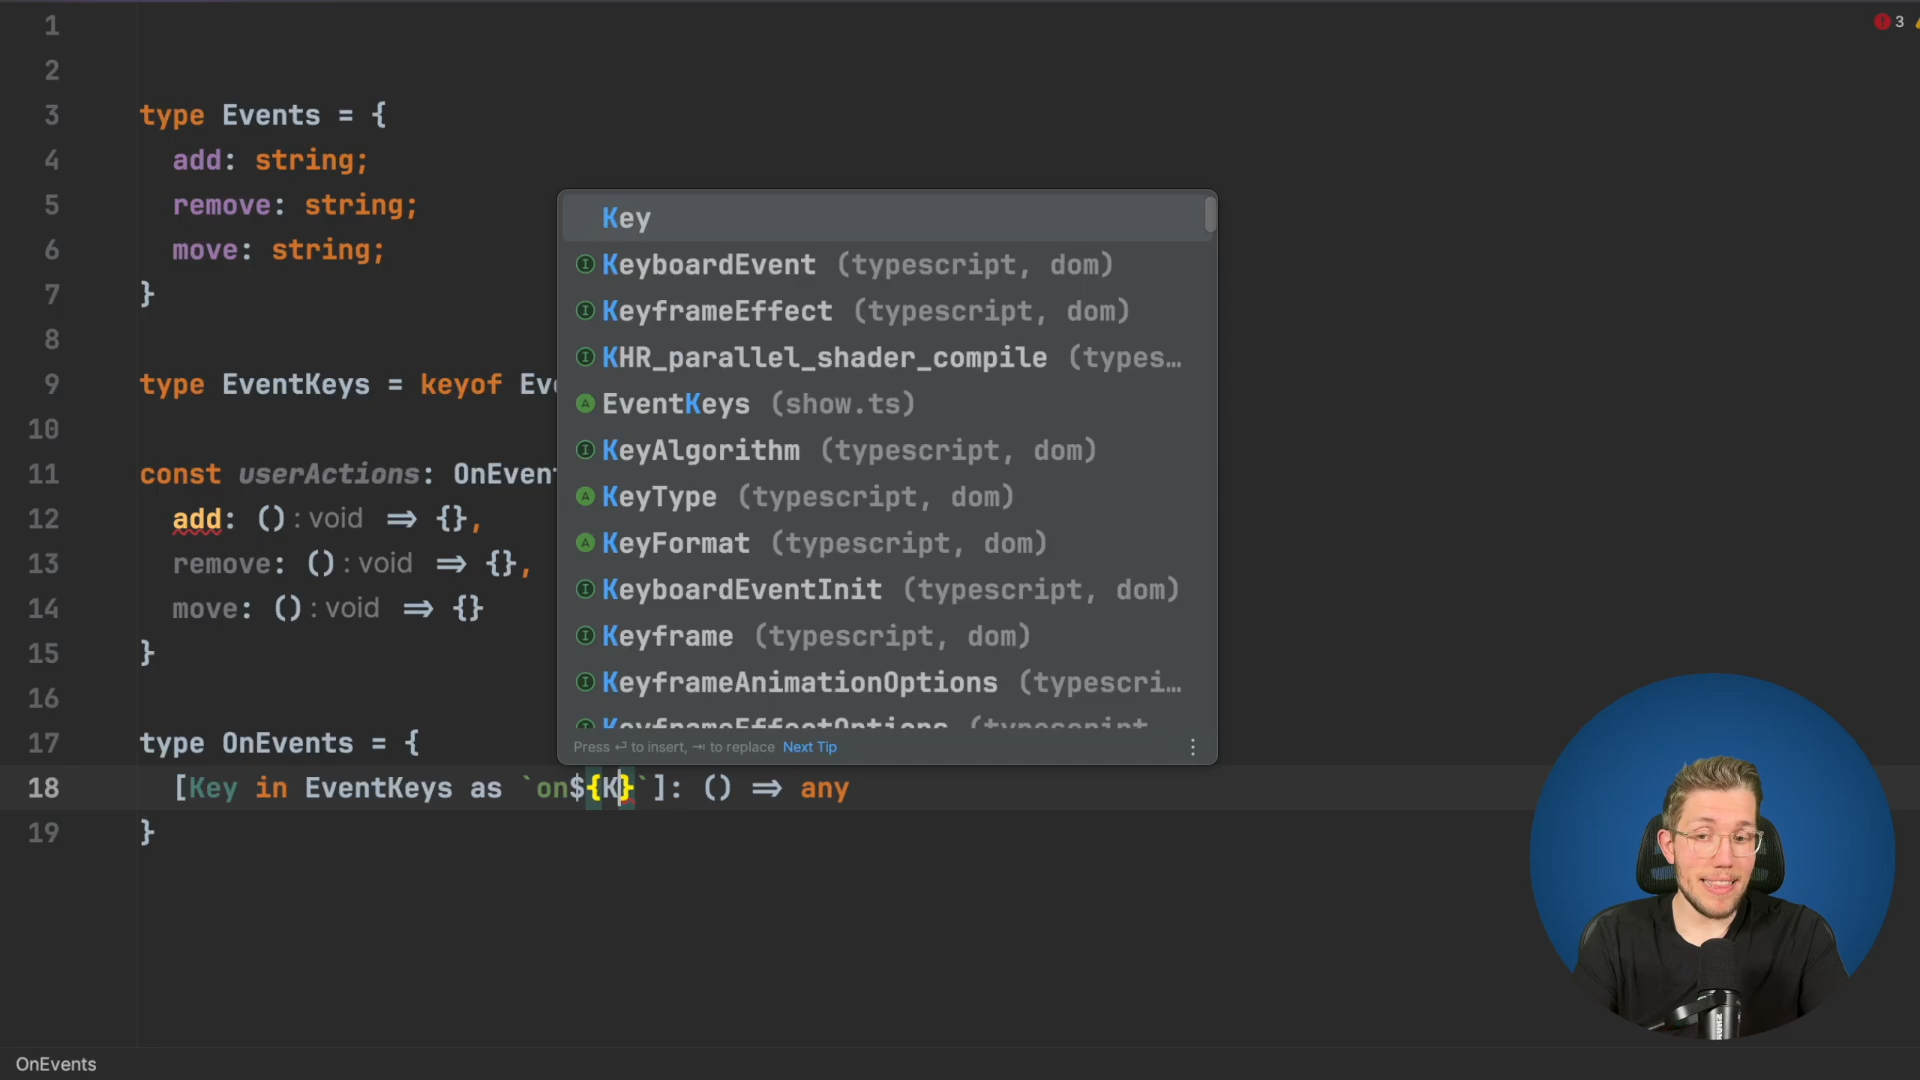 3
1
2
3 type Events = {
4 add: string;
5 remove: string;
6 move: string;
7 }
8
9 type EventKeys = keyof Eve
10
11 const userActions: OnEvent
12 add: () : void => {},
13 remove: () : void => {},
14 move: () : void => {}
15 }
16
17 type OnEvents = {
18 [Key in EventKeys as `on${K}`]: () => any
19 }
Key
KeyboardEvent (typescript, dom)
KeyframeEffect (typescript, dom)
KHR_parallel_shader_compile (types…
EventKeys (show.ts)
KeyAlgorithm (typescript, dom)
KeyType (typescript, dom)
KeyFormat (typescript, dom)
KeyboardEventInit (typescript, dom)
Keyframe (typescript, dom)
KeyframeAnimationOptions (typescri…
KeyframeEffectOptions (typescript
Press ↵ to insert, ⇥ to replace Next Tip
OnEvents